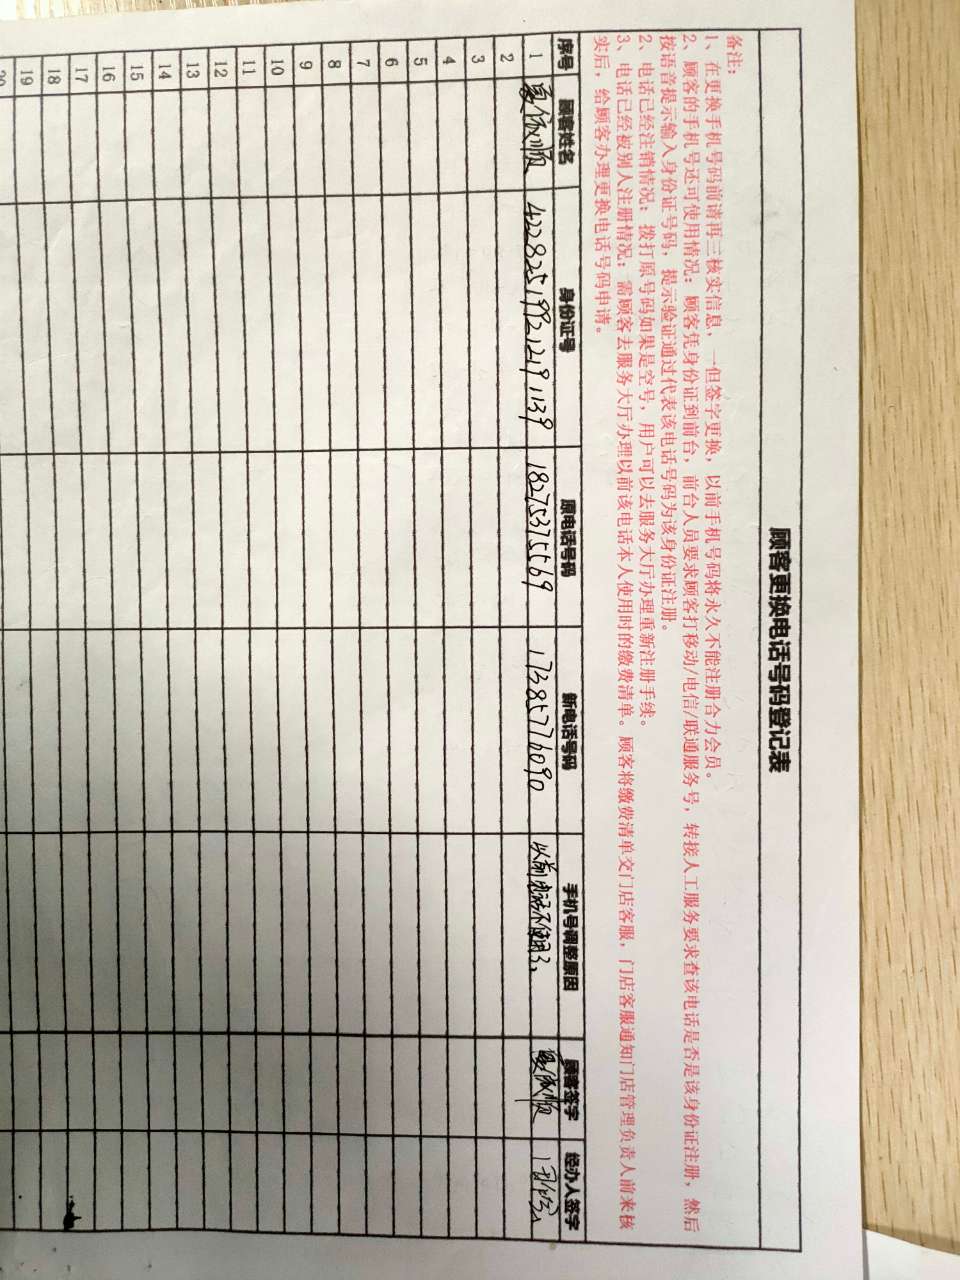 顾客更换电话号码登记表
备注：
1、在更换手机号码前请再三核实信息，一但签字更换，以前手机号码将永久不能注册合力会员。
2、顾客的手机号还可使用情况：顾客凭身份证到前台，前台人员要求顾客打移动/电信/联通服务号，转接人工服务要求查该电话是否是该身份证注册，然后
按语音提示输入身份证号码，提示验证通过代表该电话号码为该身份证注册。
2、电话已经注销情况：拨打原号码如果是空号，用户可以去服务大厅办理重新注册手续。
3、电话已经被别人注册情况：需顾客去服务大厅办理以前该电话本人使用时的缴费清单。顾客将缴费清单交门店客服，门店客服通知门店管理负责人前来核
实后，给顾客办理更换电话号码申请。
序号 顾客姓名 身份证号 原电话号码 新电话号码 手机号调整原因 顾客签字 经办人签字
1 422825199212191139 18275375569 17385776090 以前电话不使用了、
2
3
4
5
6
7
8
9
10
11
12
13
14
15
16
17
18
19
20